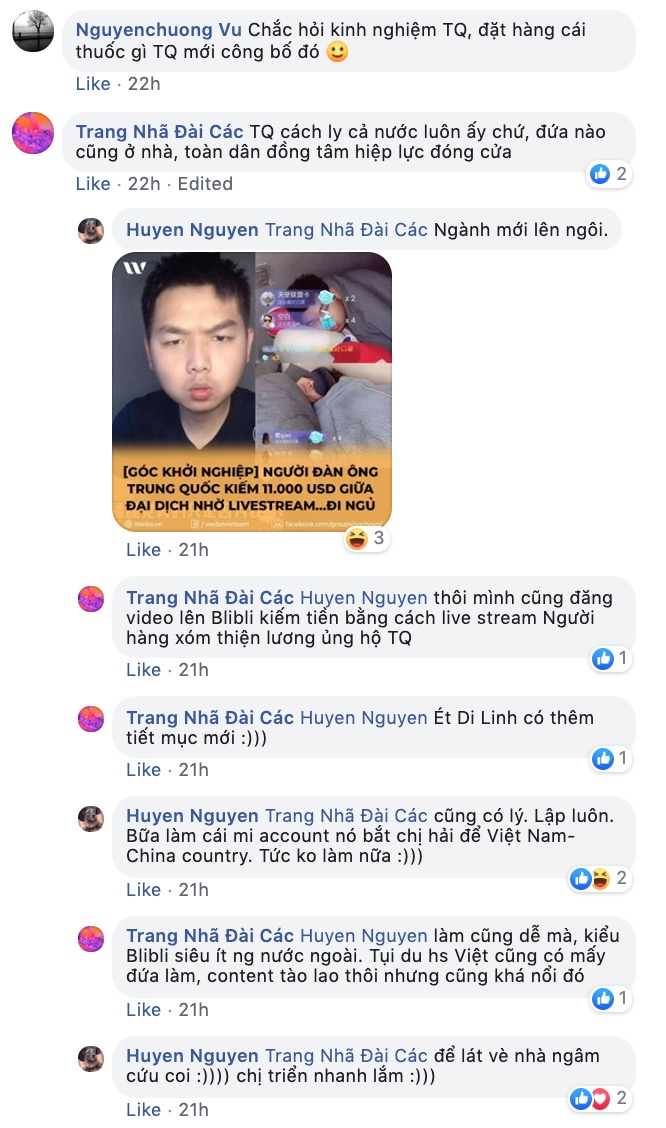 Nguyenchuong Vu Chắc hỏi kinh nghiệm TQ, đặt hàng cái
thuốc gì TQ mới công bố đó 🙂
Like · 22h
Trang Nhã Đài Các TQ cách ly cả nước luôn ấy chứ, đứa nào
cũng ở nhà, toàn dân đồng tâm hiệp lực đóng cửa
2
Like · 22h · Edited
Huyen Nguyen Trang Nhã Đài Các Ngành mới lên ngôi.
W
天使联盟卡
x 2
空白
x 4
[GÓC KHỞI NGHIỆP] NGƯỜI ĐÀN ÔNG
TRUNG QUỐC KIẾM 11.000 USD GIỮA
ĐẠI DỊCH NHỜ LIVESTREAM...ĐI NGỦ
Weibo.vn /weibovietnam facebook.com/groups/weibovn/
3
Like · 21h
Trang Nhã Đài Các Huyen Nguyen thôi mình cũng đăng
video lên Blibli kiếm tiền bằng cách live stream Người
hàng xóm thiện lương ủng hộ TQ
1
Like · 21h
Trang Nhã Đài Các Huyen Nguyen Ét Di Linh có thêm
tiết mục mới :)))
1
Like · 21h
Huyen Nguyen Trang Nhã Đài Các cũng có lý. Lập luôn.
Bữa làm cái mi account nó bắt chị hải để Việt Nam-
China country. Tức ko làm nữa :)))
2
Like · 21h
Trang Nhã Đài Các Huyen Nguyen làm cũng dễ mà, kiểu
Blibli siêu ít ng nước ngoài. Tụi du hs Việt cũng có mấy
đứa làm, content tào lao thôi nhưng cũng khá nổi đó
1
Like · 21h
Huyen Nguyen Trang Nhã Đài Các để lát vè nhà ngâm
cứu coi :)))) chị triển nhanh lắm :)))
2
Like · 21h